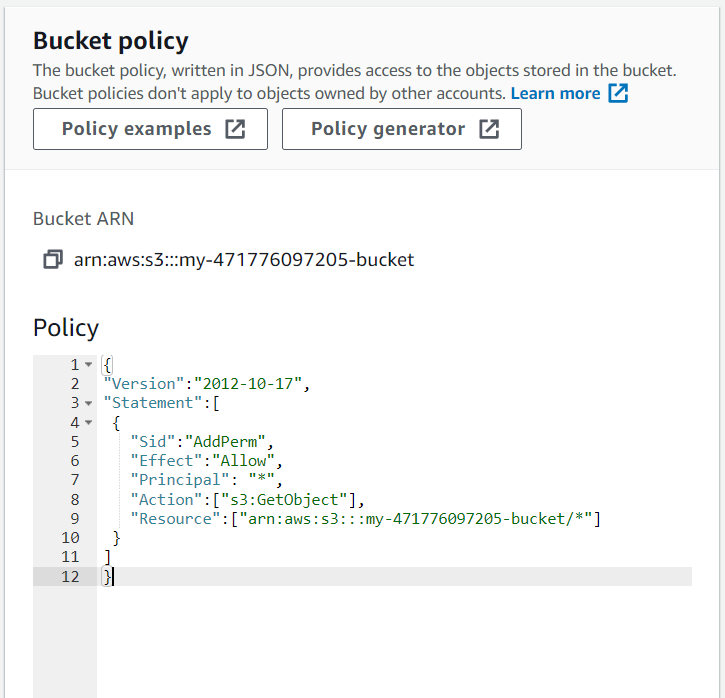 Bucket policy
The bucket policy, written in JSON, provides access to the objects stored in the bucket.
Bucket policies don't apply to objects owned by other accounts. Learn more
Policy examples
Policy generator
Bucket ARN
arn:aws:s3:::my-471776097205-bucket
Policy
1 {
2 "Version":"2012-10-17",
3 "Statement":[
4 {
5 "Sid":"AddPerm",
6 "Effect":"Allow",
7 "Principal": "*",
8 "Action":["s3:GetObject"],
9 "Resource":["arn:aws:s3:::my-471776097205-bucket/*"]
10 }
11 ]
12 }